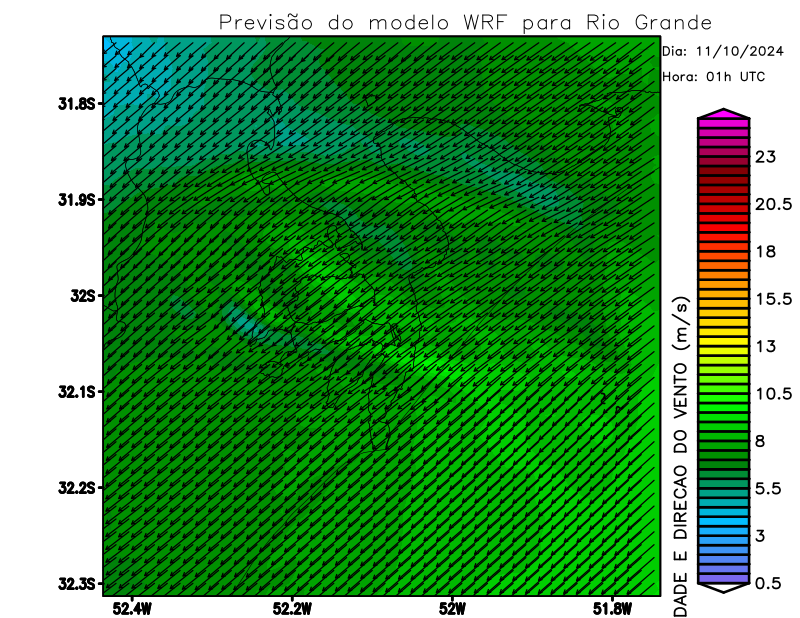 Previsão do modelo WRF para Rio Grande
Dia: 11/10/2024
Hora: 01h UTC
31.8S
31.9S
32S
32.1S
32.2S
32.3S
52.4W
52.2W
52W
51.8W
23
20.5
18
15.5
13
10.5
8
5.5
3
0.5
DADE E DIRECAO DO VENTO (m/s)